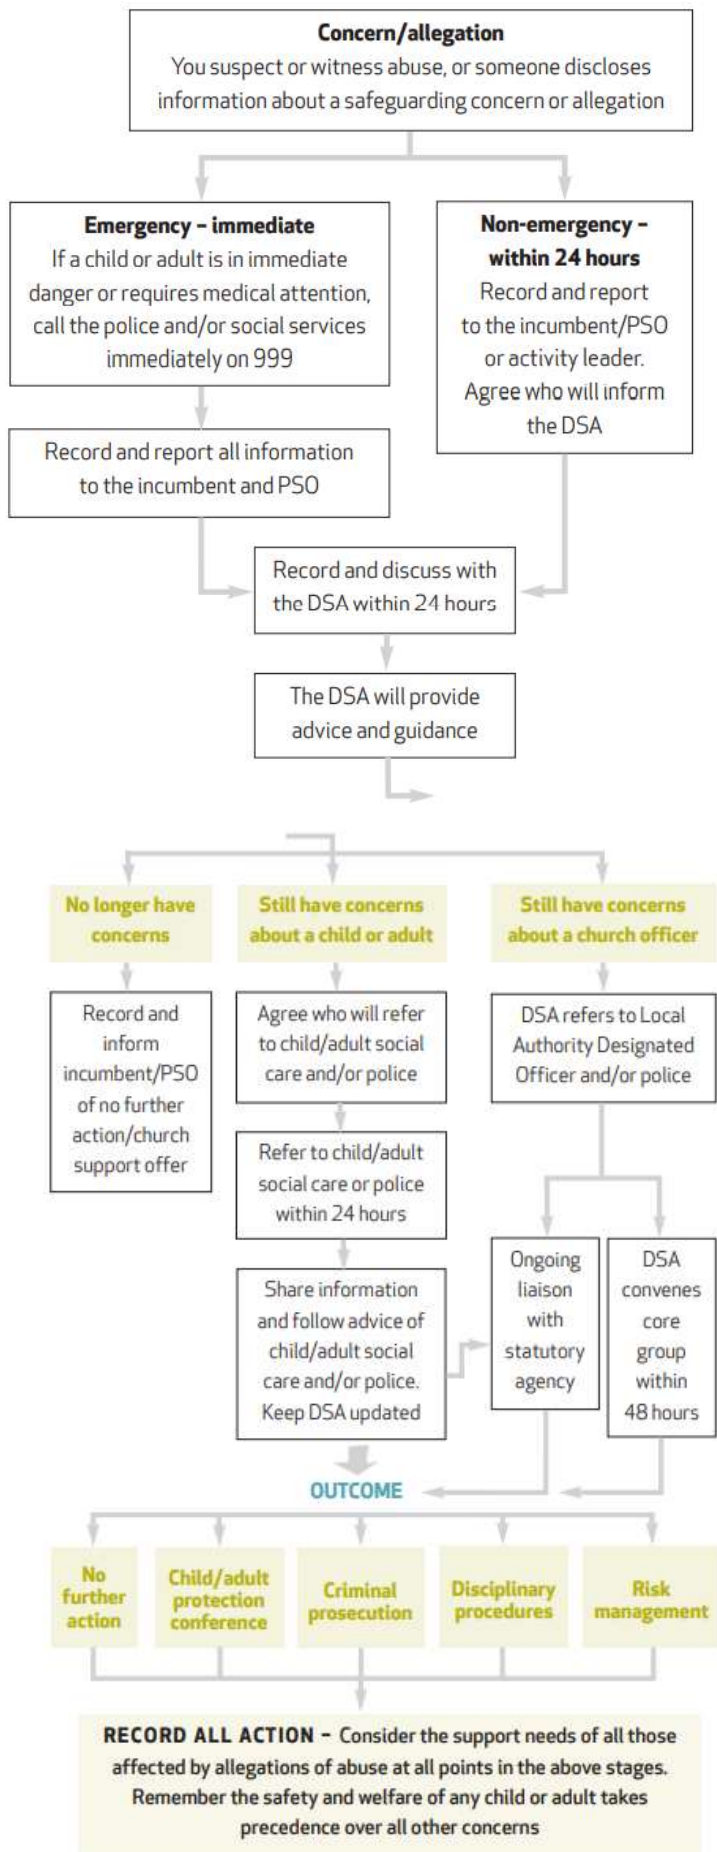 Concern/allegation
You suspect or witness abuse, or someone discloses
information about a safeguarding concern or allegation
Emergency – immediate
If a child or adult is in immediate
danger or requires medical attention,
call the police and/or social services
immediately on 999
Non-emergency –
within 24 hours
Record and report
to the incumbent/PSO
or activity leader.
Agree who will inform
the DSA
Record and report all information
to the incumbent and PSO
Record and discuss with
the DSA within 24 hours
The DSA will provide
advice and guidance
No longer have
concerns
Still have concerns
about a child or adult
Still have concerns
about a church officer
Record and
inform
incumbent/PSO
of no further
action/church
support offer
Agree who will refer
to child/adult social
care and/or police
DSA refers to Local
Authority Designated
Officer and/or police
Refer to child/adult
social care or police
within 24 hours
Share information
and follow advice of
child/adult social
care and/or police.
Keep DSA updated
Ongoing
liaison
with
statutory
agency
DSA
convenes
core
group
within
48 hours
OUTCOME
No
further
action
Child/adult
protection
conference
Criminal
prosecution
Disciplinary
procedures
Risk
management
RECORD ALL ACTION – Consider the support needs of all those
affected by allegations of abuse at all points in the above stages.
Remember the safety and welfare of any child or adult takes
precedence over all other concerns